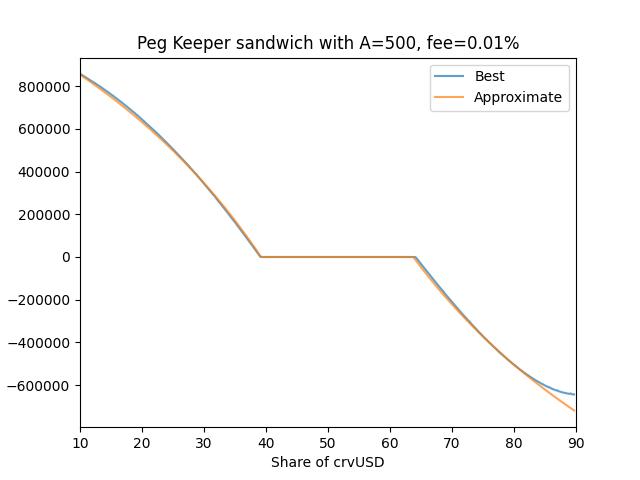 Peg Keeper sandwich with A=500, fee=0.01%
Best
Approximate
800000
600000
400000
200000
0
−200000
−400000
−600000
10 20 30 40 50 60 70 80 90
Share of crvUSD